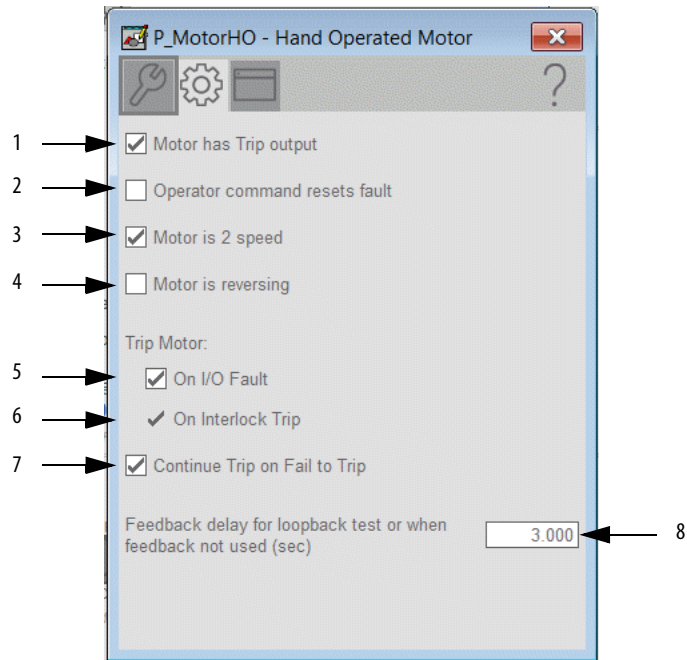 P_MotorHO - Hand Operated Motor
?
1 Motor has Trip output
2 Operator command resets fault
3 Motor is 2 speed
4 Motor is reversing
Trip Motor:
5 On I/O Fault
6 On Interlock Trip
7 Continue Trip on Fail to Trip
Feedback delay for loopback test or when
feedback not used (sec)
3.000 8